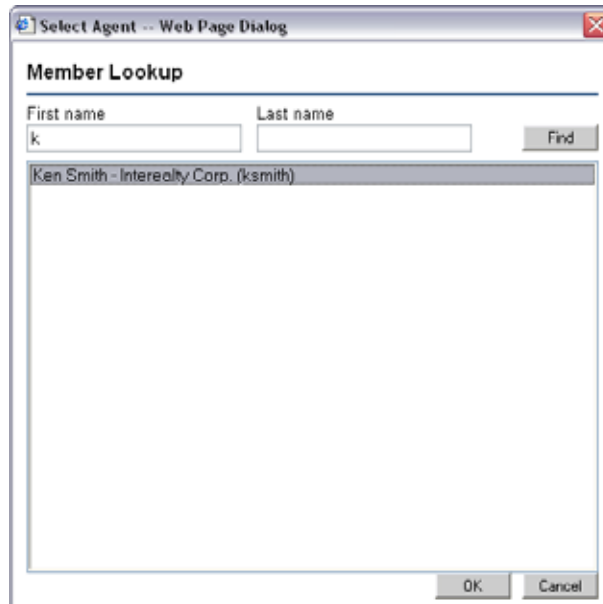 Select Agent -- Web Page Dialog
Member Lookup
First name Last name
k Find
Ken Smith - Interealty Corp. (ksmith)
OK Cancel